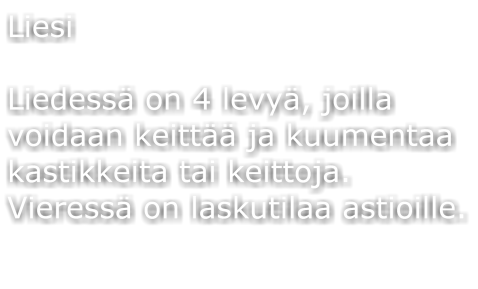 Liesi
Liedessä on 4 levyä, joilla
voidaan keittää ja kuumentaa
kastikkeita tai keittoja.
Vieressä on laskutilaa astioille.